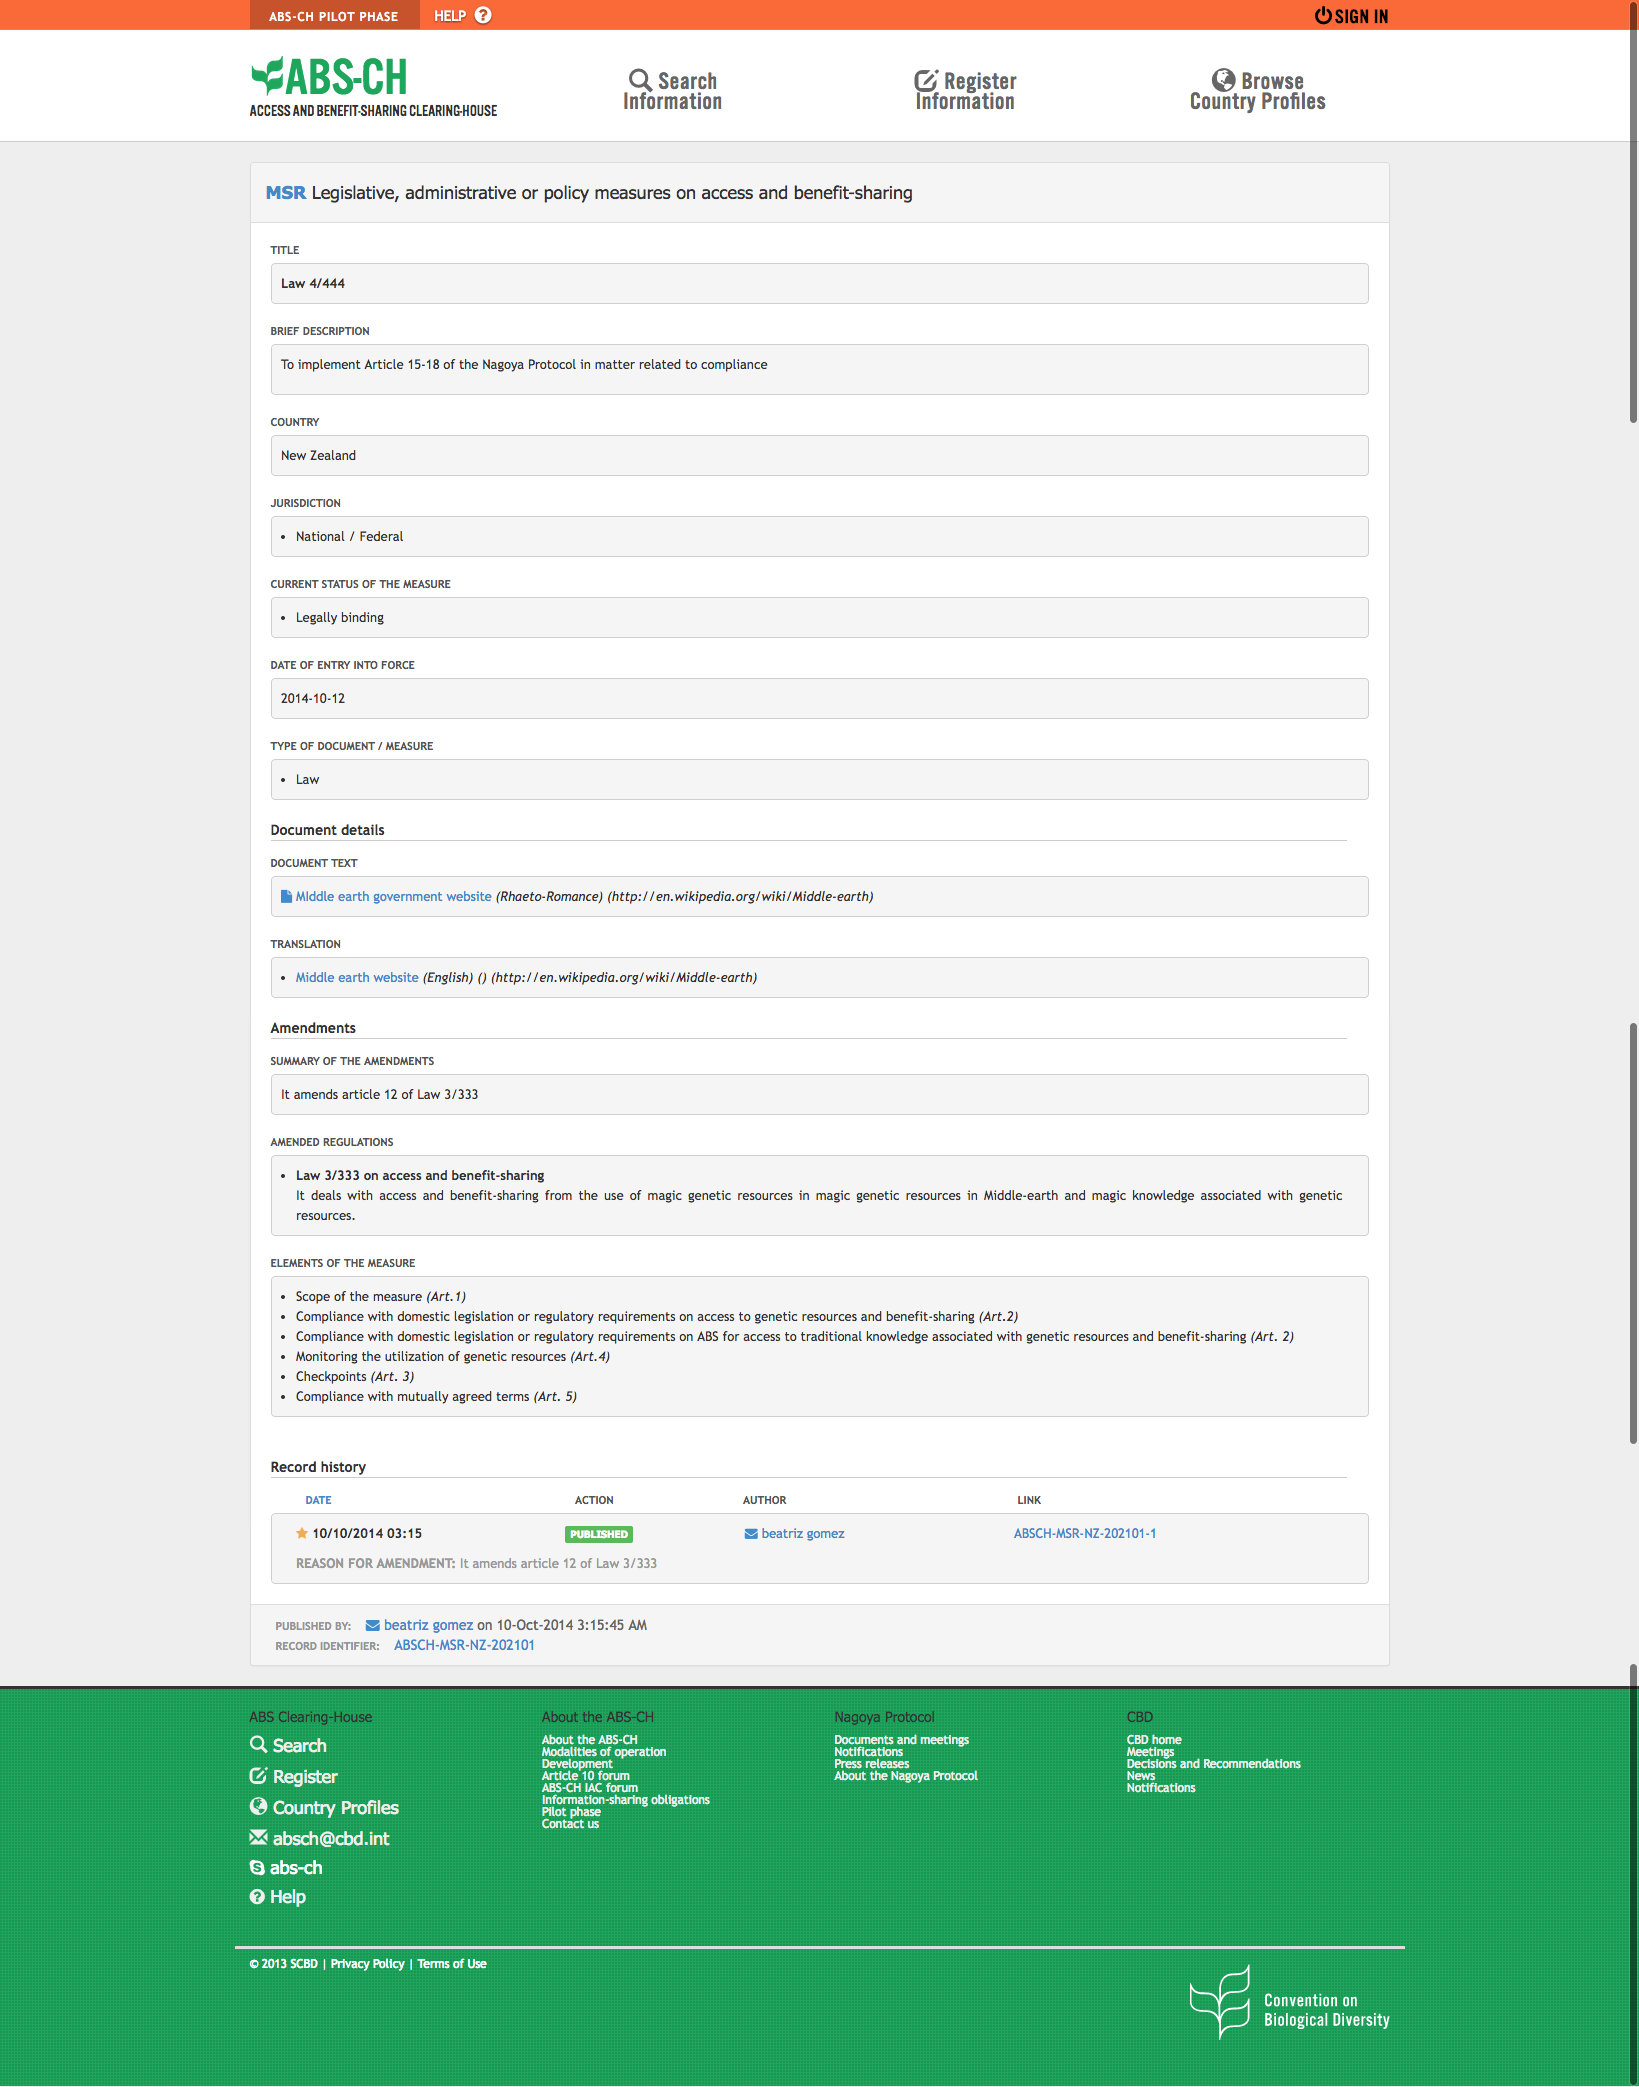 ABS-CH PILOT PHASE HELP SIGN IN
ABS-CH
ACCESS AND BENEFIT-SHARING CLEARING-HOUSE
Search
Information
Register
Information
Browse
Country Profiles
MSR Legislative, administrative or policy measures on access and benefit-sharing
TITLE
Law 4/444
BRIEF DESCRIPTION
To implement Article 15-18 of the Nagoya Protocol in matter related to compliance
COUNTRY
New Zealand
JURISDICTION
• National / Federal
CURRENT STATUS OF THE MEASURE
• Legally binding
DATE OF ENTRY INTO FORCE
2014-10-12
TYPE OF DOCUMENT / MEASURE
• Law
Document details
DOCUMENT TEXT
Middle earth government website (Rhaeto-Romance) (http://en.wikipedia.org/wiki/Middle-earth)
TRANSLATION
• Middle earth website (English) () (http://en.wikipedia.org/wiki/Middle-earth)
Amendments
SUMMARY OF THE AMENDMENTS
It amends article 12 of Law 3/333
AMENDED REGULATIONS
• Law 3/333 on access and benefit-sharing
It deals with access and benefit-sharing from the use of magic genetic resources in magic genetic resources in Middle-earth and magic knowledge associated with genetic
resources.
ELEMENTS OF THE MEASURE
• Scope of the measure (Art.1)
• Compliance with domestic legislation or regulatory requirements on access to genetic resources and benefit-sharing (Art.2)
• Compliance with domestic legislation or regulatory requirements on ABS for access to traditional knowledge associated with genetic resources and benefit-sharing (Art. 2)
• Monitoring the utilization of genetic resources (Art.4)
• Checkpoints (Art. 3)
• Compliance with mutually agreed terms (Art. 5)
Record history
DATE ACTION AUTHOR LINK
10/10/2014 03:15 PUBLISHED beatriz gomez ABSCH-MSR-NZ-202101-1
REASON FOR AMENDMENT: It amends article 12 of Law 3/333
PUBLISHED BY: beatriz gomez on 10-Oct-2014 3:15:45 AM
RECORD IDENTIFIER: ABSCH-MSR-NZ-202101
ABS Clearing-House
Search
Register
Country Profiles
absch@cbd.int
abs-ch
Help
About the ABS-CH
About the ABS-CH
Modalities of operation
Development
Article 10 forum
ABS-CH IAC forum
Information-sharing obligations
Pilot phase
Contact us
Nagoya Protocol
Documents and meetings
Notifications
Press releases
About the Nagoya Protocol
CBD
CBD home
Meetings
Decisions and Recommendations
News
Notifications
© 2013 SCBD | Privacy Policy | Terms of Use
Convention on
Biological Diversity